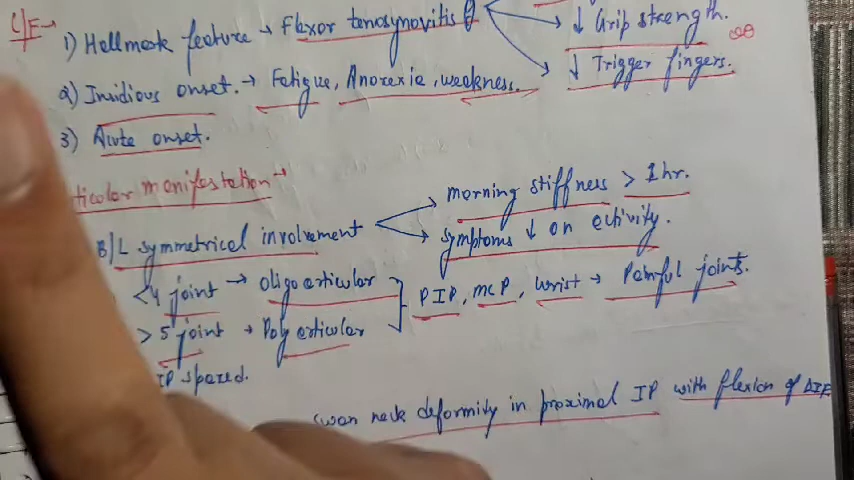 C/F →
1) Hallmark feature → Flexor tenosynovitis
↓ Grip strength.
↓ Trigger fingers.
2) Insidious onset. → Fatigue, Anorexia, weakness.
3) Acute onset.
ticular manifestation →
B/L symmetrical involvement
morning stiffness > 1 hr.
symptoms ↓ on activity.
<4 joint → oligoarticular
PIP, MCP, wrist → Painful joints.
> 5 joint → Polyarticular
IP spared.
swan neck deformity in proximal IP with flexion of DIP